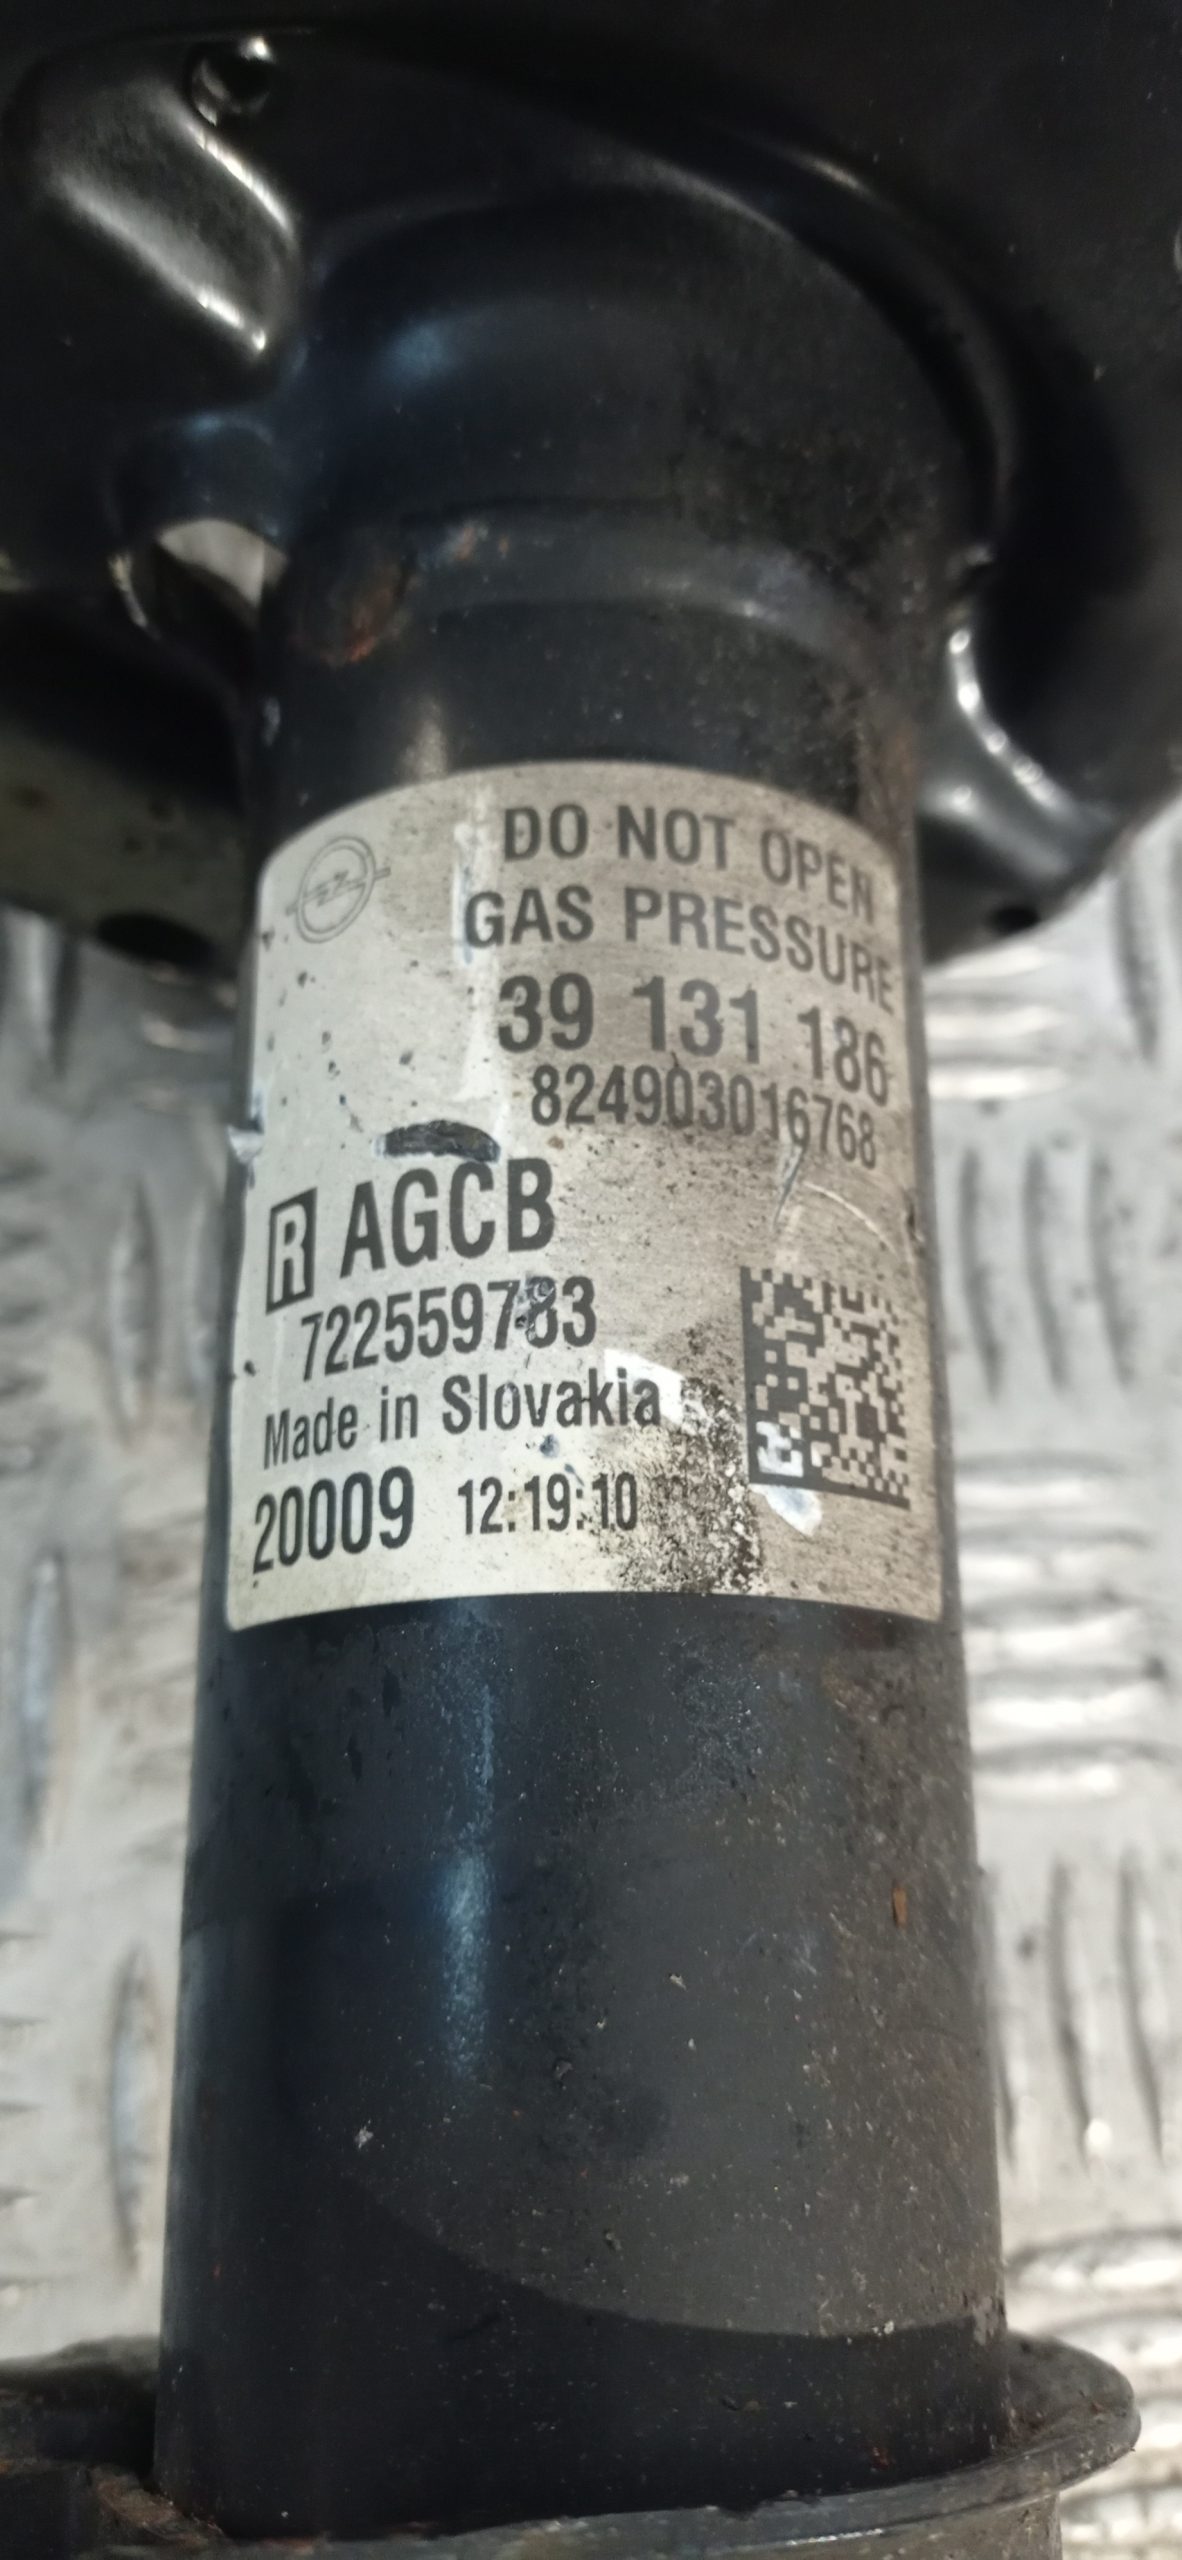 DO NOT OPEN
GAS PRESSURE
39 131 186
824903016768
R AGCB
722559783
Made in Slovakia
20009 12:19:10